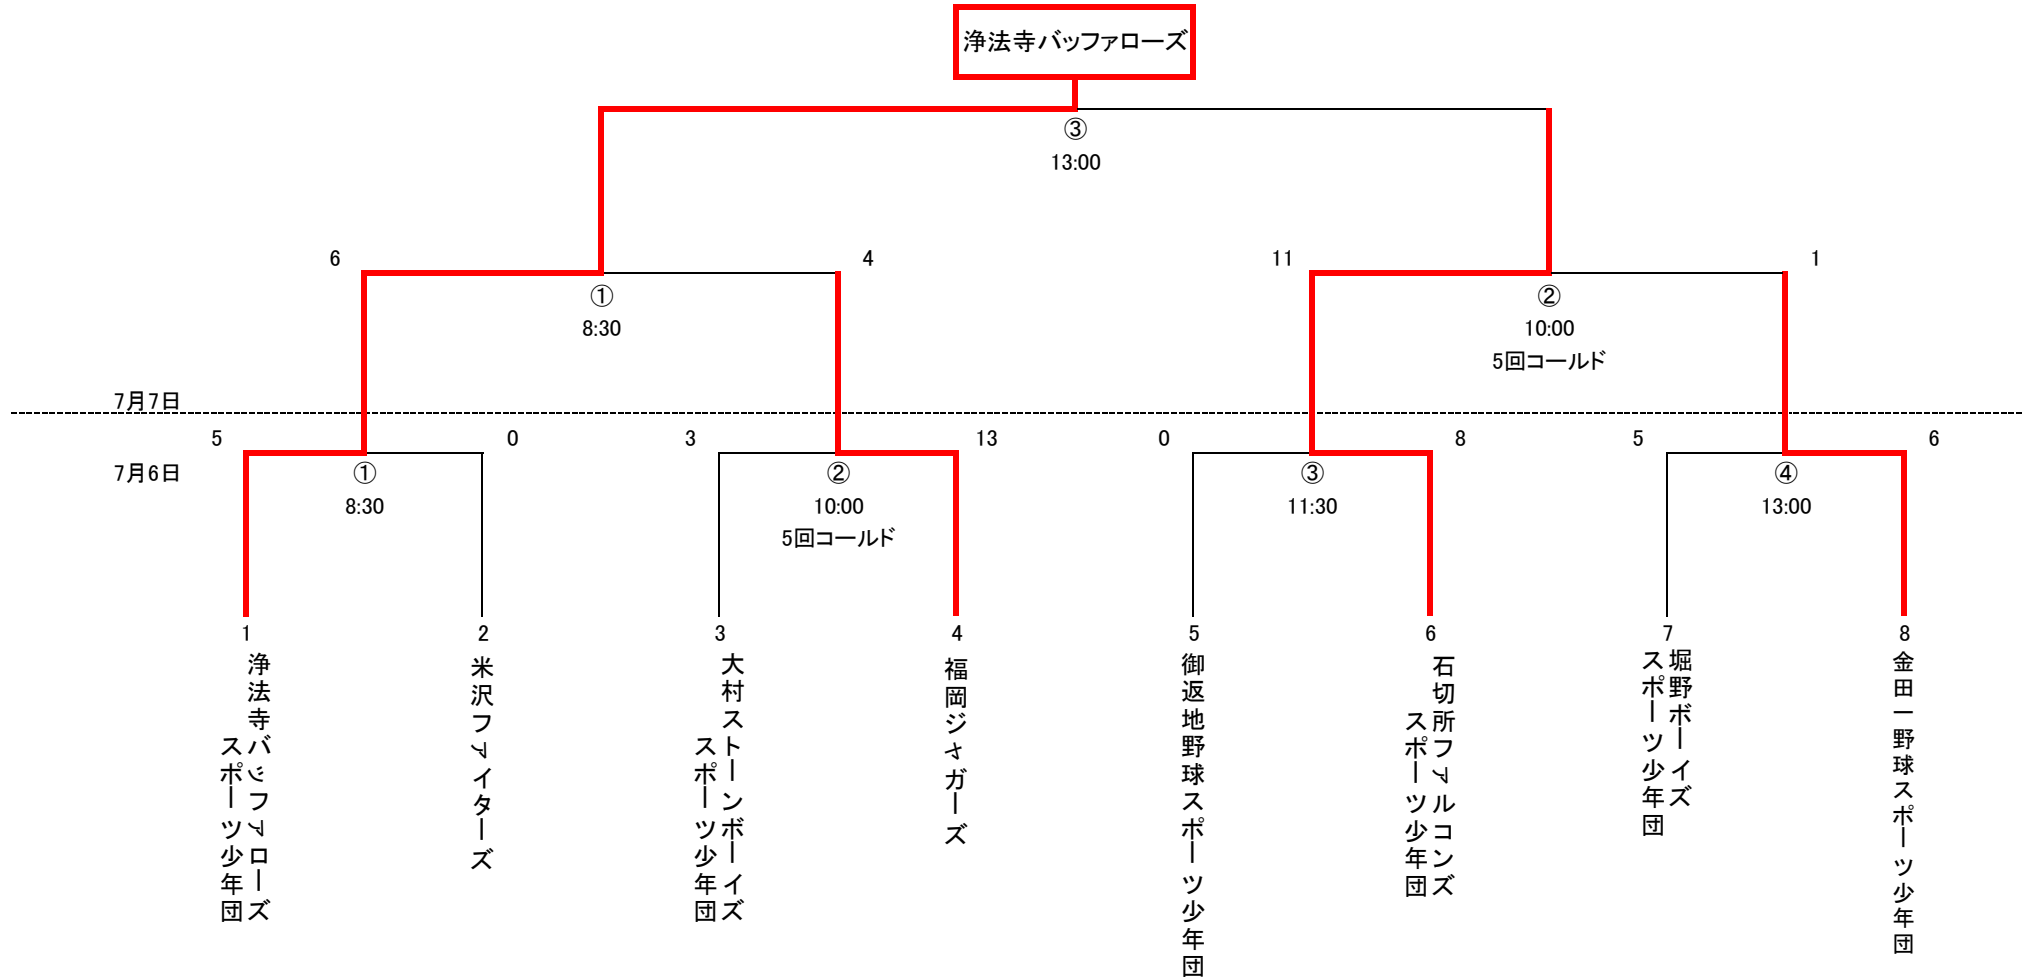 浄法寺バッファローズ
③
13:00
6
4
11
1
①
8:30
②
10:00
5回コールド
7月7日
5
0
3
13
0
8
5
6
7月6日
①
8:30
②
10:00
5回コールド
③
11:30
④
13:00
1
2
3
4
5
6
7
8
浄法寺バッファローズ
スポーツ少年団
米沢ファイターズ
大村ストーンボーイズ
スポーツ少年団
福岡ジャガーズ
御返地野球スポーツ少年団
石切所ファルコンズ
スポーツ少年団
堀野ボーイズ
スポーツ少年団
金田一野球スポーツ少年団